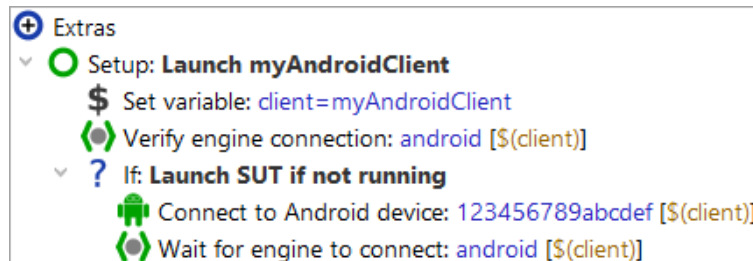 Extras
Setup: Launch myAndroidClient
$ Set variable: client=myAndroidClient
Verify engine connection: android [$(client)]
? If: Launch SUT if not running
Connect to Android device: 123456789abcdef [$(client)]
Wait for engine to connect: android [$(client)]